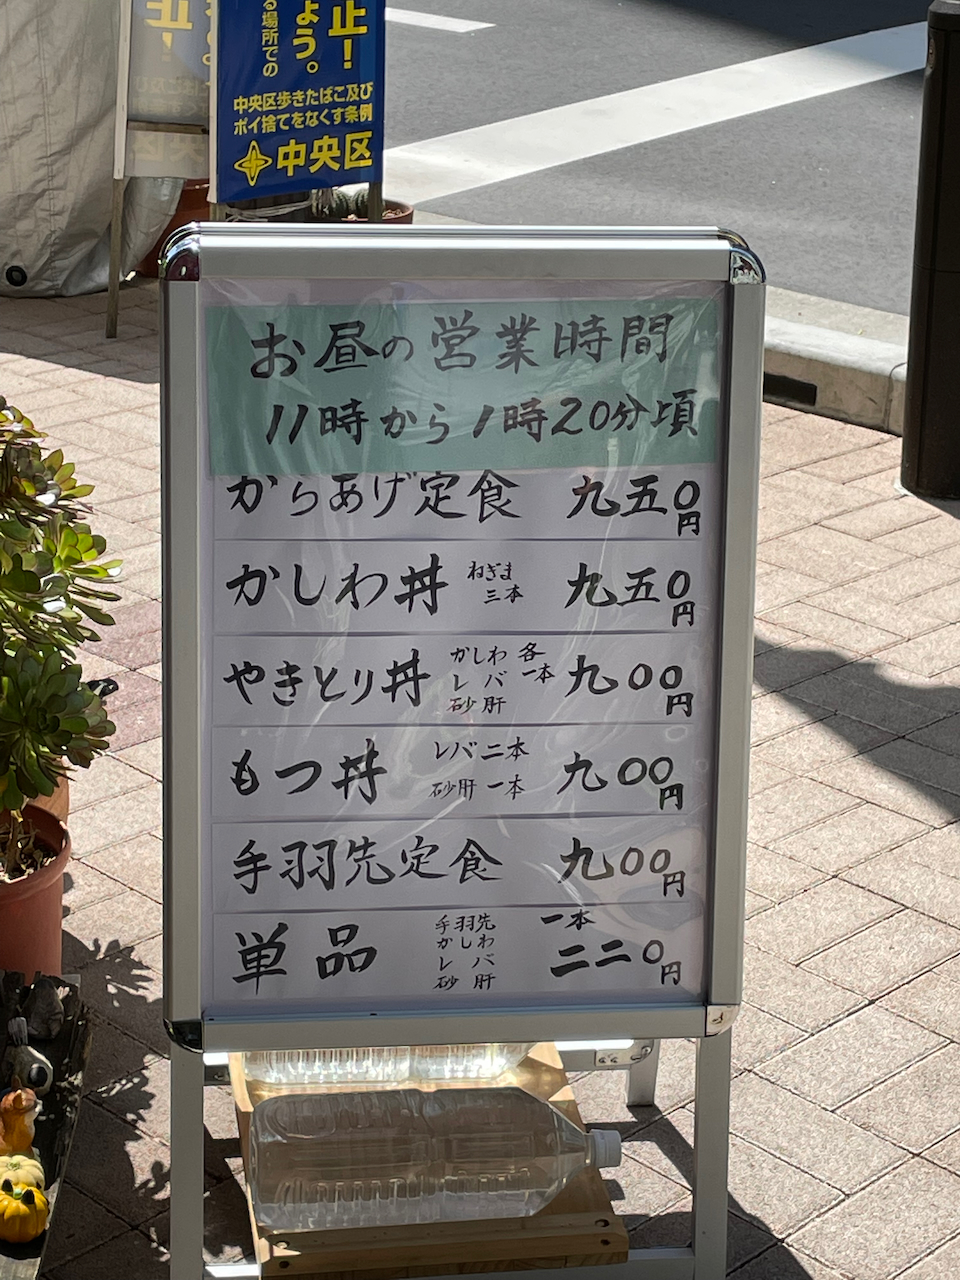 止!
ょう。
る場所での
中央区歩きたばこ及び
ポイ捨てをなくす条例
中央区
お昼の営業時間
11時から1時20分頃
からあげ定食 九五〇円
かしわ丼 ねぎま三本 九五〇円
やきとり丼 かしわ レバ 砂肝 各一本 九〇〇円
もつ丼 レバ二本 砂肝一本 九〇〇円
手羽先定食 九〇〇円
単品 手羽先 かしわ レバ 砂肝 一本 二二〇円